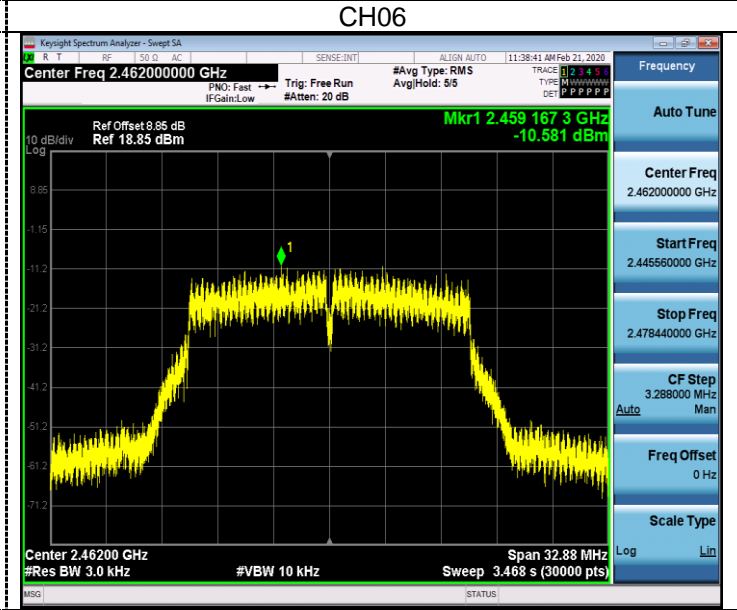 CH06
Keysight Spectrum Analyzer - Swept SA
R T RF 50 Ω AC SENSE:INT ALIGN AUTO 11:38:41 AM Feb 21, 2020
Center Freq 2.462000000 GHz
PNO: Fast
IFGain:Low
Trig: Free Run
#Atten: 20 dB
#Avg Type: RMS
Avg|Hold: 5/5
TRACE 1 2 3 4 5 6
TYPE M WWWWW
DET P P P P P P
Frequency
Mkr1 2.459 167 3 GHz
-10.581 dBm
Ref Offset 8.85 dB
Ref 18.85 dBm
10 dB/div
Log
8.85
-1.15
-11.2
-21.2
-31.2
-41.2
-51.2
-61.2
-71.2
1
Center 2.46200 GHz
Span 32.88 MHz
#Res BW 3.0 kHz
#VBW 10 kHz
Sweep 3.468 s (30000 pts)
Auto Tune
Center Freq
2.462000000 GHz
Start Freq
2.445560000 GHz
Stop Freq
2.478440000 GHz
CF Step
3.288000 MHz
Auto Man
Freq Offset
0 Hz
Scale Type
Log Lin
MSG STATUS